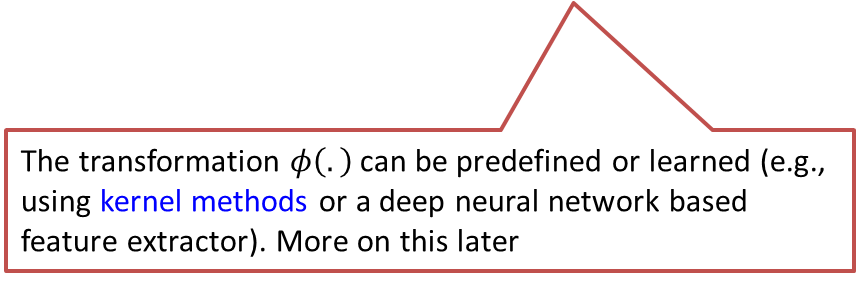 The transformation 𝜙(. ) can be predefined or learned (e.g.,
using kernel methods or a deep neural network based
feature extractor). More on this later